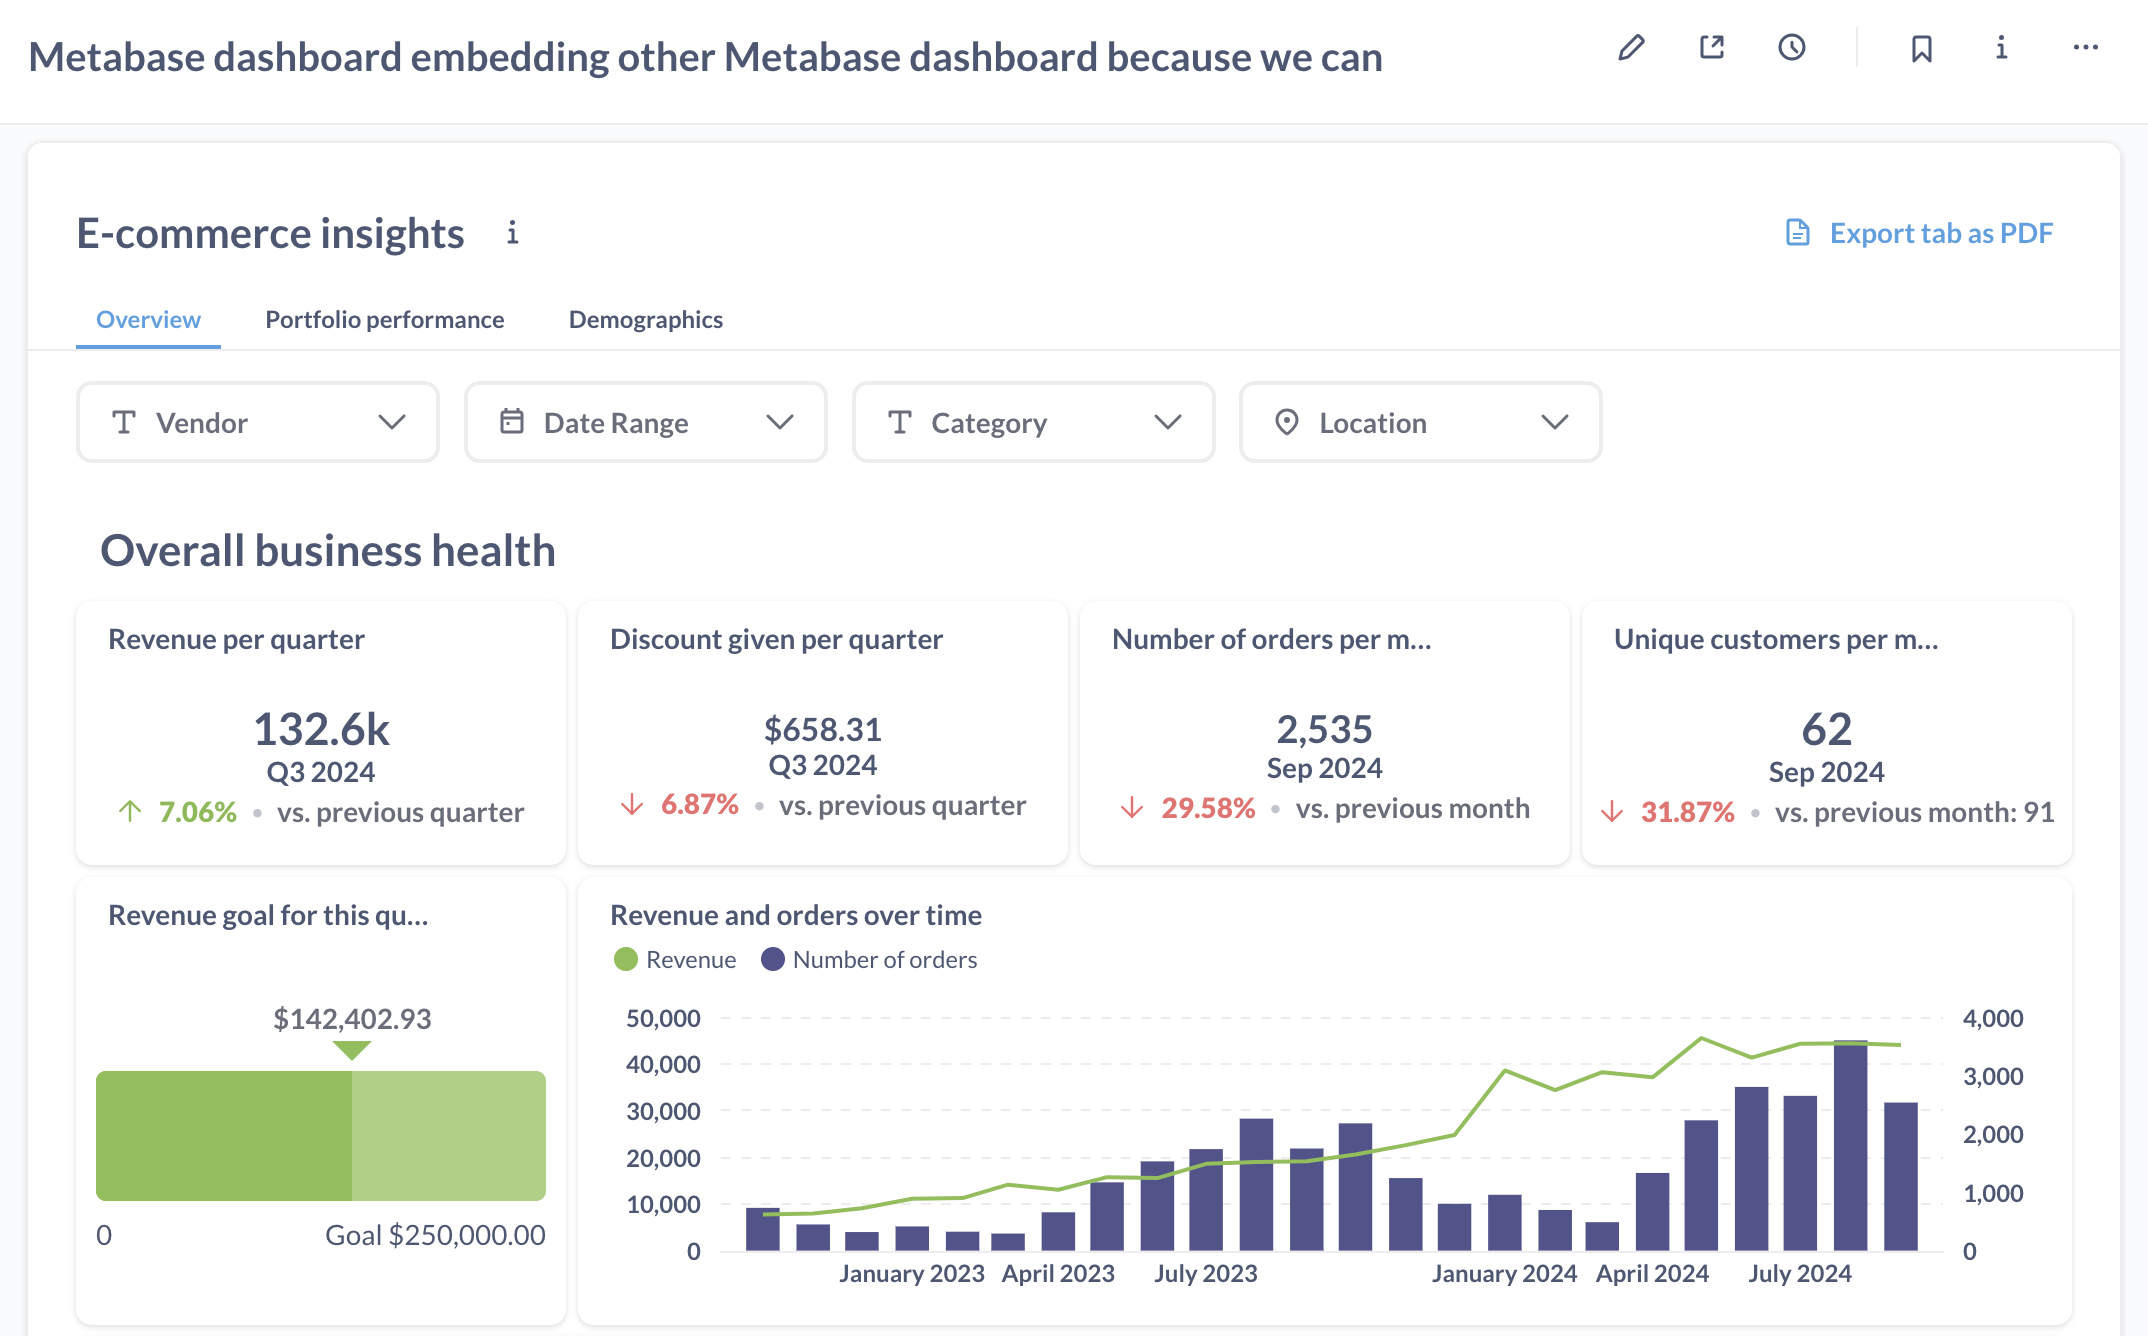 Metabase dashboard embedding other Metabase dashboard because we can
E-commerce insights
Export tab as PDF
Overview Portfolio performance Demographics
Vendor Date Range Category Location
Overall business health
Revenue per quarter
132.6k
Q3 2024
7.06% • vs. previous quarter
Discount given per quarter
$658.31
Q3 2024
6.87% • vs. previous quarter
Number of orders per m...
2,535
Sep 2024
29.58% • vs. previous month
Unique customers per m...
62
Sep 2024
31.87% • vs. previous month: 91
Revenue goal for this qu...
$142,402.93
0 Goal $250,000.00
Revenue and orders over time
Revenue Number of orders
50,000 4,000
40,000
3,000
30,000
2,000
20,000
1,000
10,000
0 0
January 2023 April 2023 July 2023 January 2024 April 2024 July 2024